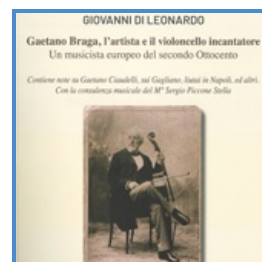 GIOVANNI DI LEONARDO
Gaetano Braga, l'artista e il violoncello incantatore
Un musicista europeo del secondo Ottocento
Contiene note su Gaetano Ciaudelli, sui Gagliano, liutai in Napoli, ed altri.
Con la consulenza musicale del M° Sergio Piccone Stella